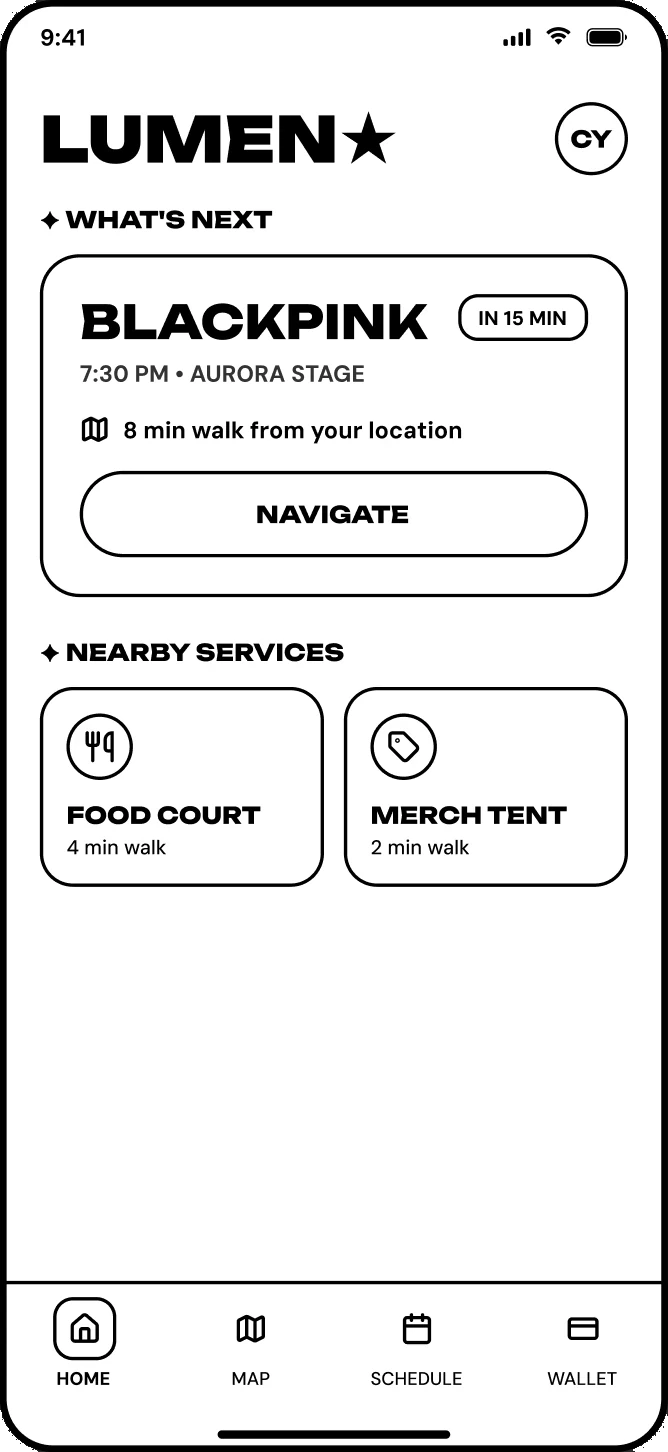 9:41
LUMEN★
CY
✦ WHAT'S NEXT
BLACKPINK
IN 15 MIN
7:30 PM • AURORA STAGE
8 min walk from your location
NAVIGATE
✦ NEARBY SERVICES
FOOD COURT
4 min walk
MERCH TENT
2 min walk
HOME
MAP
SCHEDULE
WALLET